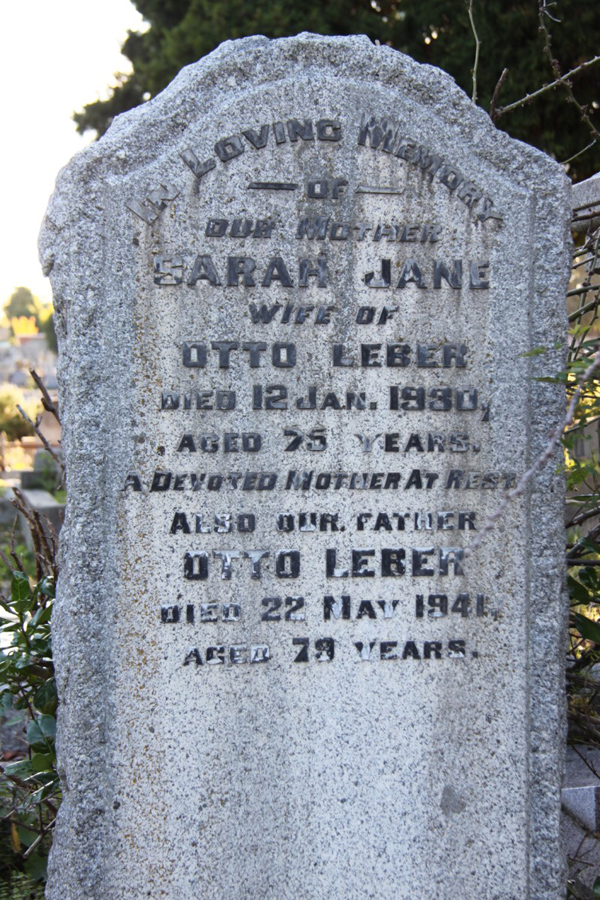 IN LOVING MEMORY
OF
OUR MOTHER
SARAH JANE
WIFE OF
OTTO LEBER
DIED 12 JAN. 1930,
AGED 75 YEARS.
A DEVOTED MOTHER AT REST
ALSO OUR FATHER
OTTO LEBER
DIED 22 MAY 1941.
AGED 79 YEARS.